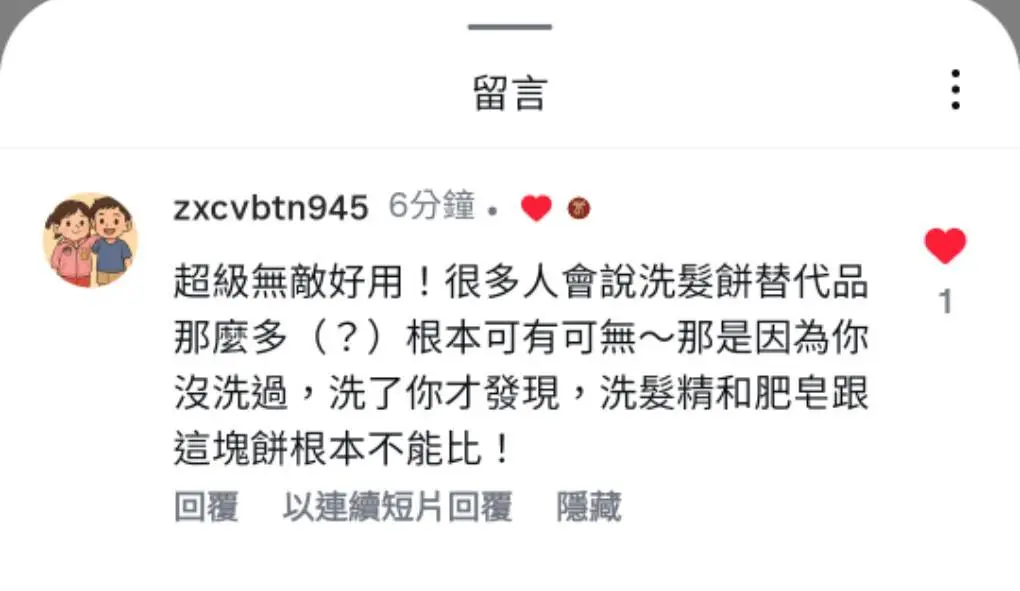 留言
zxcvbtn945 6分鐘・
超級無敵好用！很多人會說洗髮餅替代品
那麼多（？）根本可有可無～那是因為你
沒洗過，洗了你才發現，洗髮精和肥皂跟
這塊餅根本不能比！
1
回覆 以連續短片回覆 隱藏